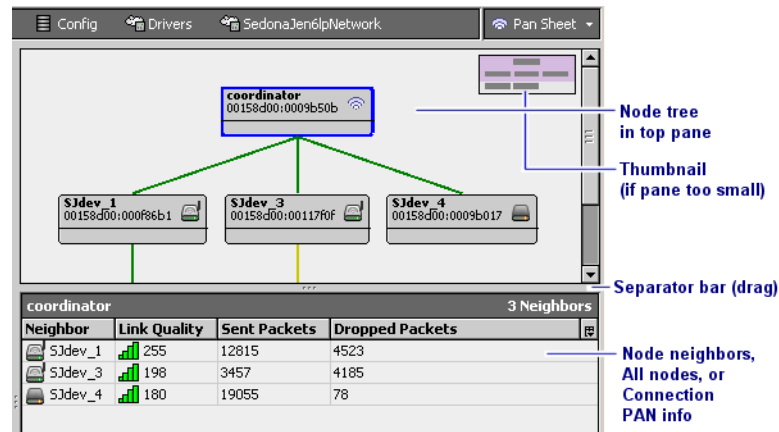 Config Drivers SedonaJen6lpNetwork Pan Sheet
coordinator
00158d00:0009b50b
Node tree
in top pane
Thumbnail
(if pane too small)
SJdev_1
00158d00:000f86b1
SJdev_3
00158d00:00117f0f
SJdev_4
00158d00:0009b017
Separator bar (drag)
coordinator 3 Neighbors
Neighbor Link Quality Sent Packets Dropped Packets
SJdev_1 255 12815 4523
SJdev_3 198 3457 4185
SJdev_4 180 19055 78
Node neighbors,
All nodes, or
Connection
PAN info